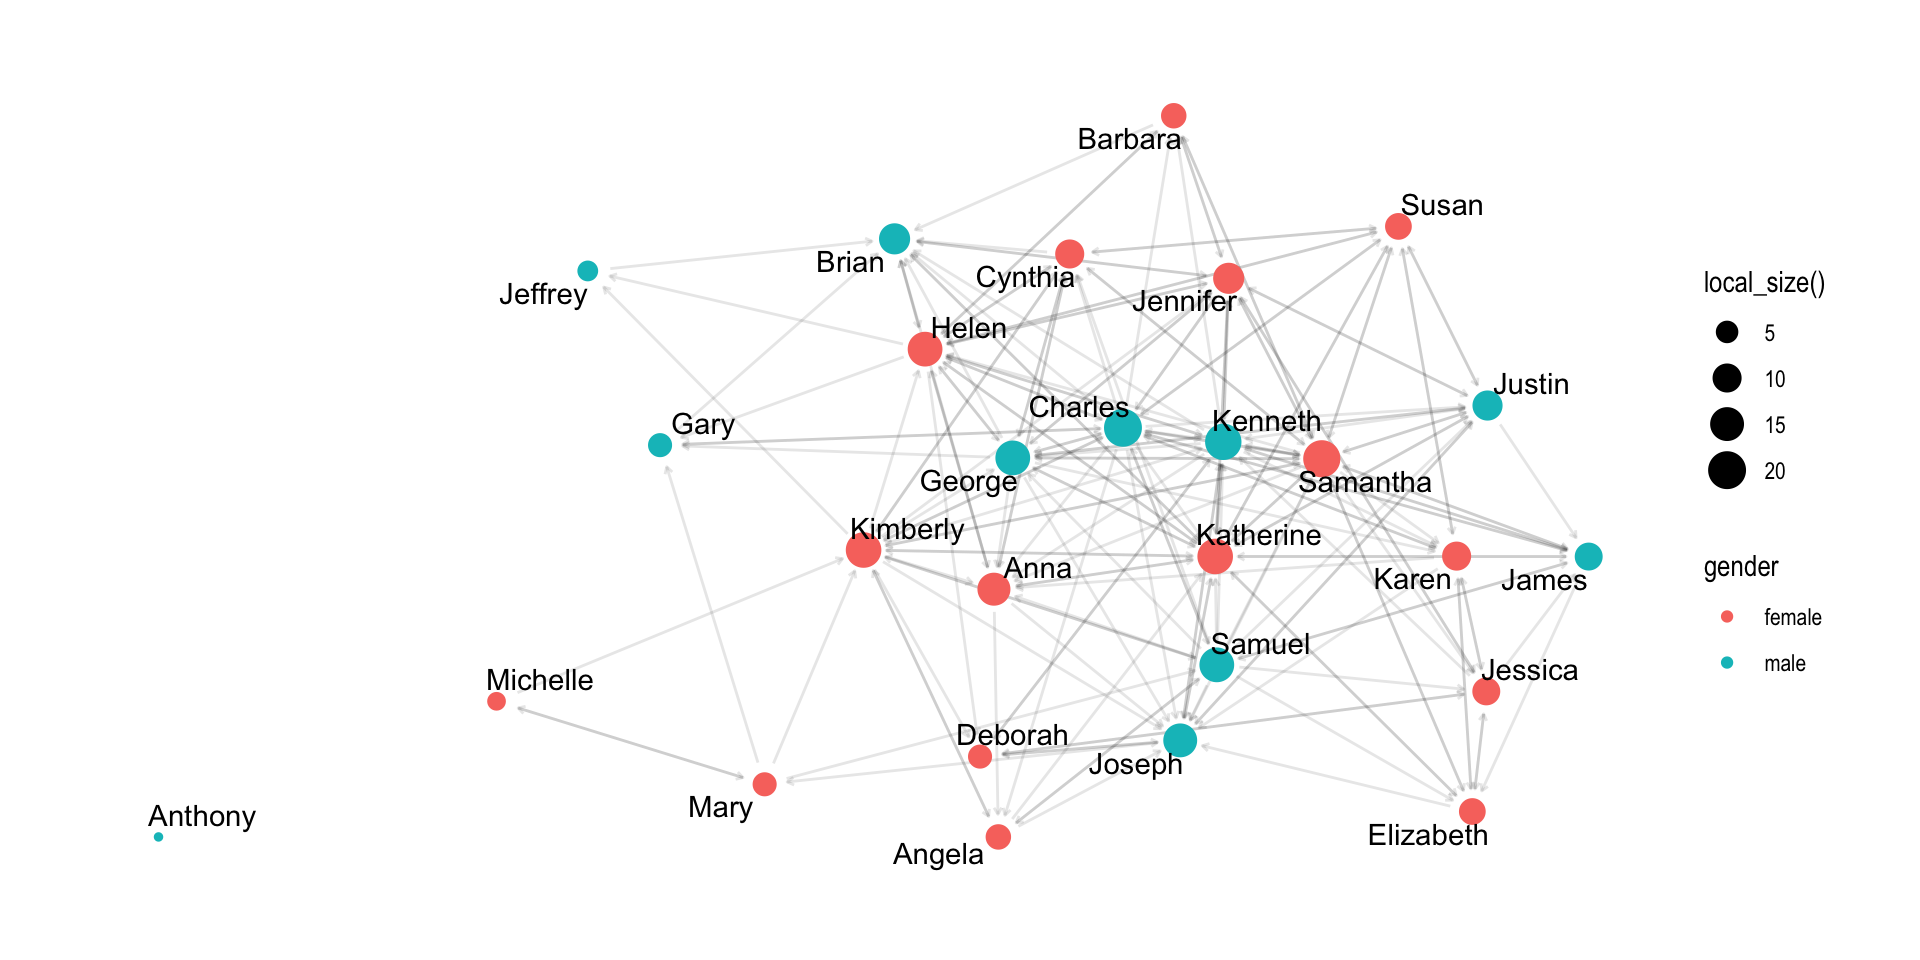 Barbara
Susan
Brian
Cynthia
Jeffrey
Jennifer
Helen
Justin
Charles
Kenneth
Gary
George
Samantha
Kimberly
Katherine
Anna
Karen
James
Samuel
Michelle
Jessica
Deborah
Joseph
Mary
Anthony
Elizabeth
Angela
local_size()
5
10
15
20
gender
female
male